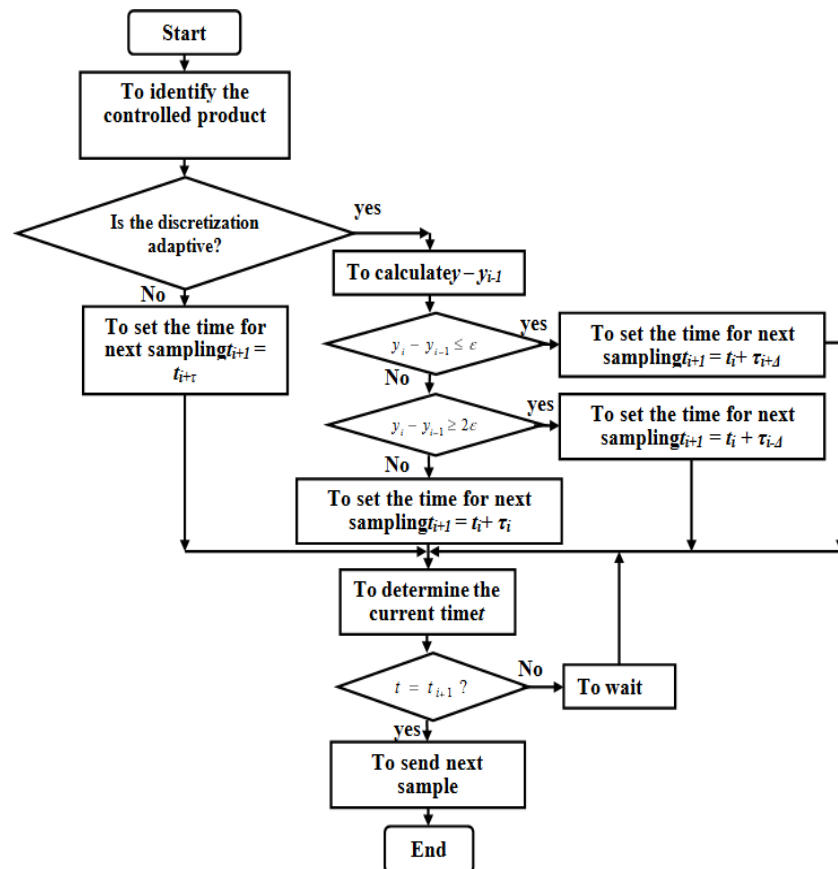 Start
To identify the
controlled product
Is the discretization
adaptive?
yes
No
To set the time for
next samplingtᵢ₊₁ =
tᵢ₊τ
To calculatey – yᵢ₋₁
yᵢ − yᵢ₋₁ ≤ ε
yes
To set the time for next
samplingtᵢ₊₁ = tᵢ + τᵢ₊Δ
No
yᵢ − yᵢ₋₁ ≥ 2ε
yes
To set the time for next
samplingtᵢ₊₁ = tᵢ + τᵢ₋Δ
No
To set the time for next
samplingtᵢ₊₁ = tᵢ + τᵢ
To determine the
current timet
t = tᵢ₊₁ ?
No
To wait
yes
To send next
sample
End